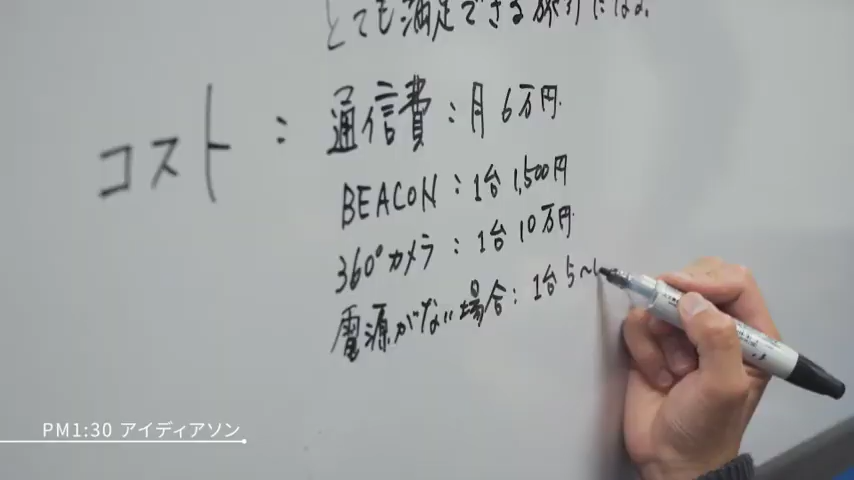 とても満足できる旅行になる。
コスト：通信費：月6万円
BEACON：1台1,500円
360°カメラ：1台10万円
電源がない場合：1台5〜
PM1:30 アイディアソン